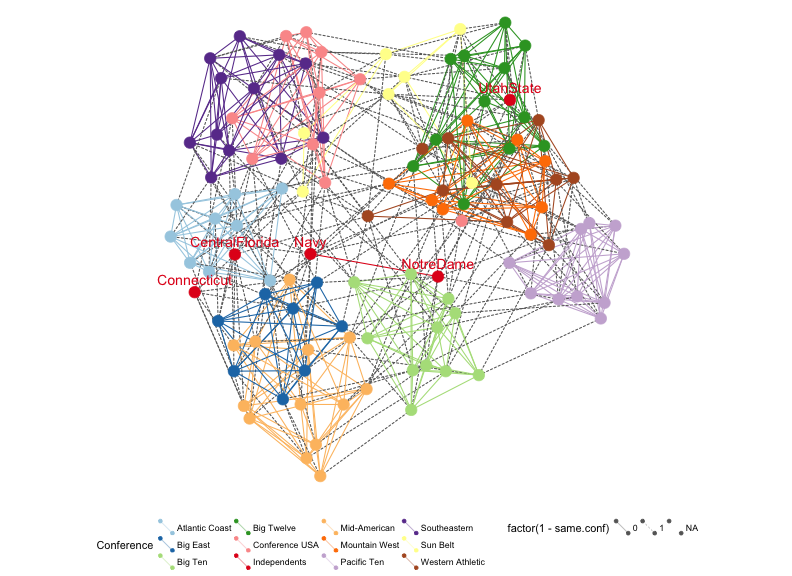 UtahState
CentralFlorida
Navy
NotreDame
Connecticut
Conference
Atlantic Coast
Big East
Big Ten
Big Twelve
Conference USA
Independents
Mid-American
Mountain West
Pacific Ten
Southeastern
Sun Belt
Western Athletic
factor(1 - same.conf)
0
1
NA